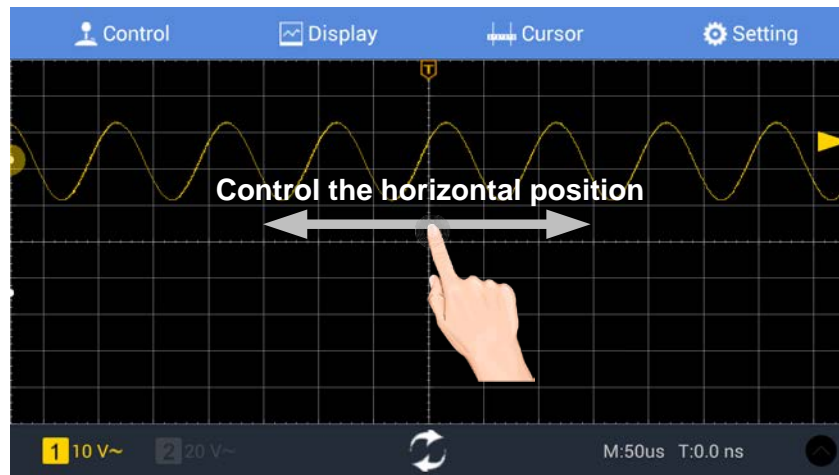 Control Display Cursor Setting
T
Control the horizontal position
1 10 V~ 2 20 V~ M:50us T:0.0 ns